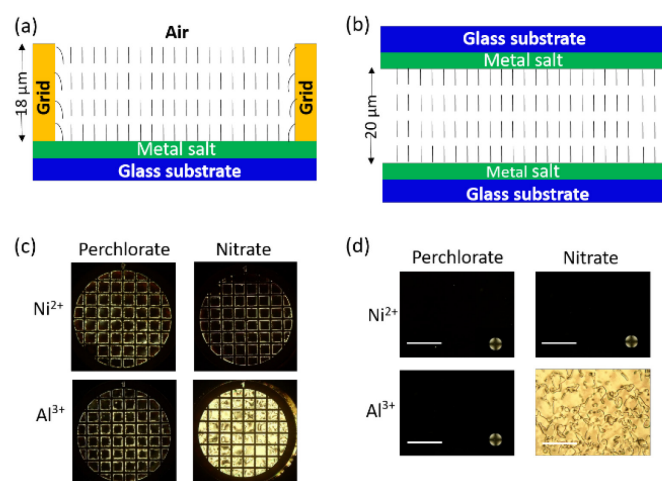 (a)
Air
18 μm
Grid
Grid
Metal salt
Glass substrate
(b)
Glass substrate
Metal salt
20 μm
Metal salt
Glass substrate
(c)
Perchlorate Nitrate
Ni²⁺
Al³⁺
(d)
Perchlorate Nitrate
Ni²⁺
Al³⁺